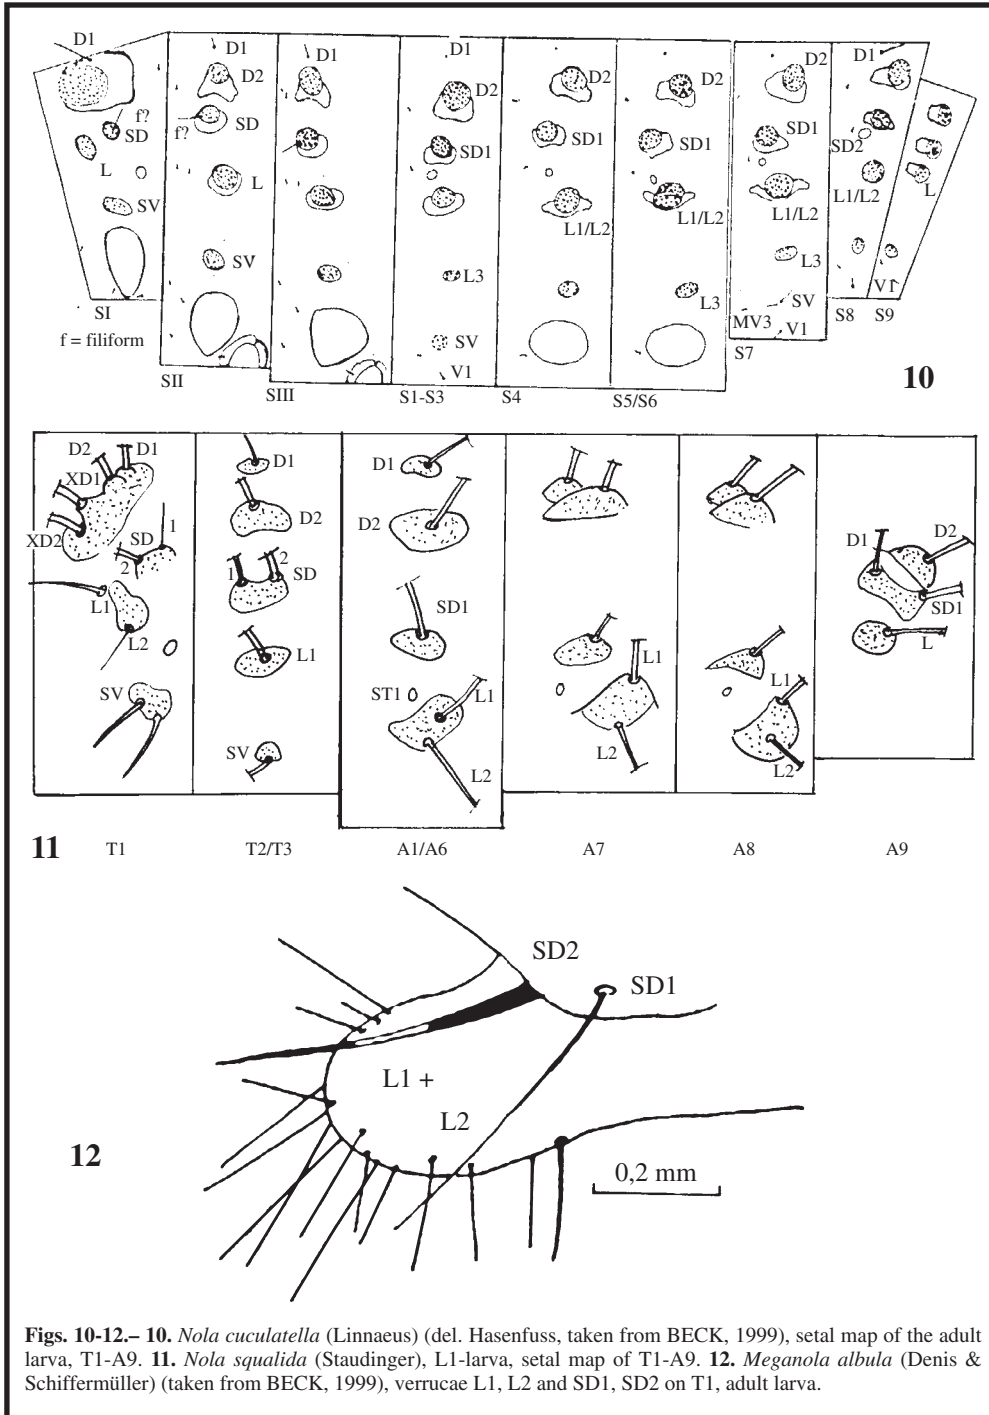 D1 D1 D1 D1 D1
D2 D2 D2 D2 D2
f?
SD f? SD SD1 SD1 SD1 SD1 SD2
L L L1/L2 L1/L2 L1/L2 L1/L2 L
SV SV L3 L3 L3
SV SV V1
SI MV3 V1 S8 S9
f = filiform
S7
V1
SII SIII S1-S3 S4 S5/S6
10
D2 D1 D1 D1
XD1
D2 D2
XD2 SD 1 2 1 2 SD D1 D2
SD1 SD1
L1 L1 L1 L
L2 ST1 L1 L1
SV SV L2 L2
L2
11 T1 T2/T3 A1/A6 A7 A8 A9
SD2
SD1
L1 +
L2
12
0,2 mm
Figs. 10-12.– 10. Nola cuculatella (Linnaeus) (del. Hasenfuss, taken from BECK, 1999), setal map of the adult
larva, T1-A9. 11. Nola squalida (Staudinger), L1-larva, setal map of T1-A9. 12. Meganola albula (Denis &
Schiffermüller) (taken from BECK, 1999), verrucae L1, L2 and SD1, SD2 on T1, adult larva.